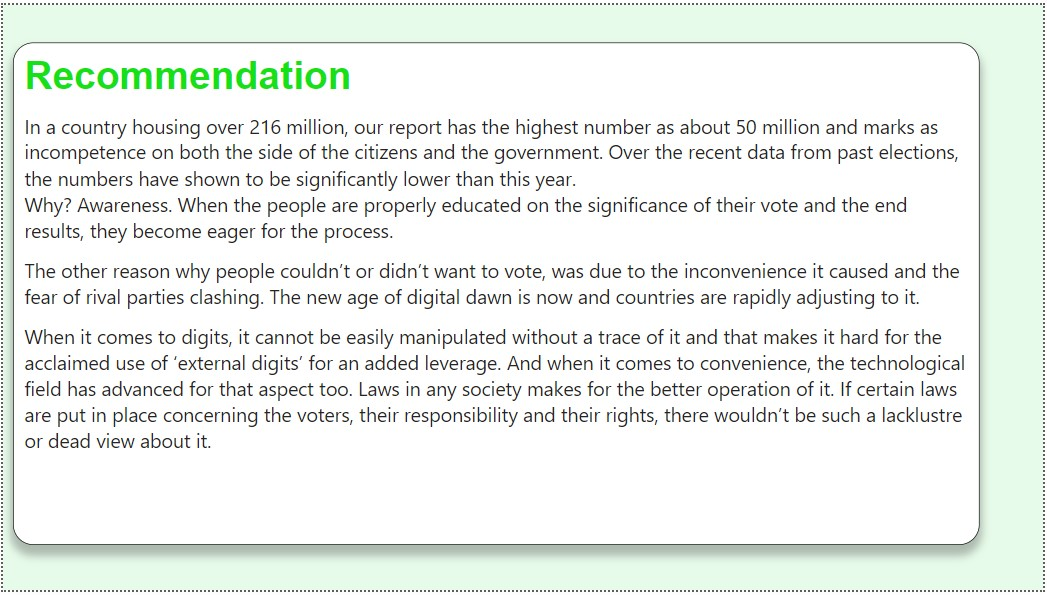 Recommendation
In a country housing over 216 million, our report has the highest number as about 50 million and marks as
incompetence on both the side of the citizens and the government. Over the recent data from past elections,
the numbers have shown to be significantly lower than this year.
Why? Awareness. When the people are properly educated on the significance of their vote and the end
results, they become eager for the process.
The other reason why people couldn’t or didn’t want to vote, was due to the inconvenience it caused and the
fear of rival parties clashing. The new age of digital dawn is now and countries are rapidly adjusting to it.
When it comes to digits, it cannot be easily manipulated without a trace of it and that makes it hard for the
acclaimed use of ‘external digits’ for an added leverage. And when it comes to convenience, the technological
field has advanced for that aspect too. Laws in any society makes for the better operation of it. If certain laws
are put in place concerning the voters, their responsibility and their rights, there wouldn’t be such a lacklustre
or dead view about it.